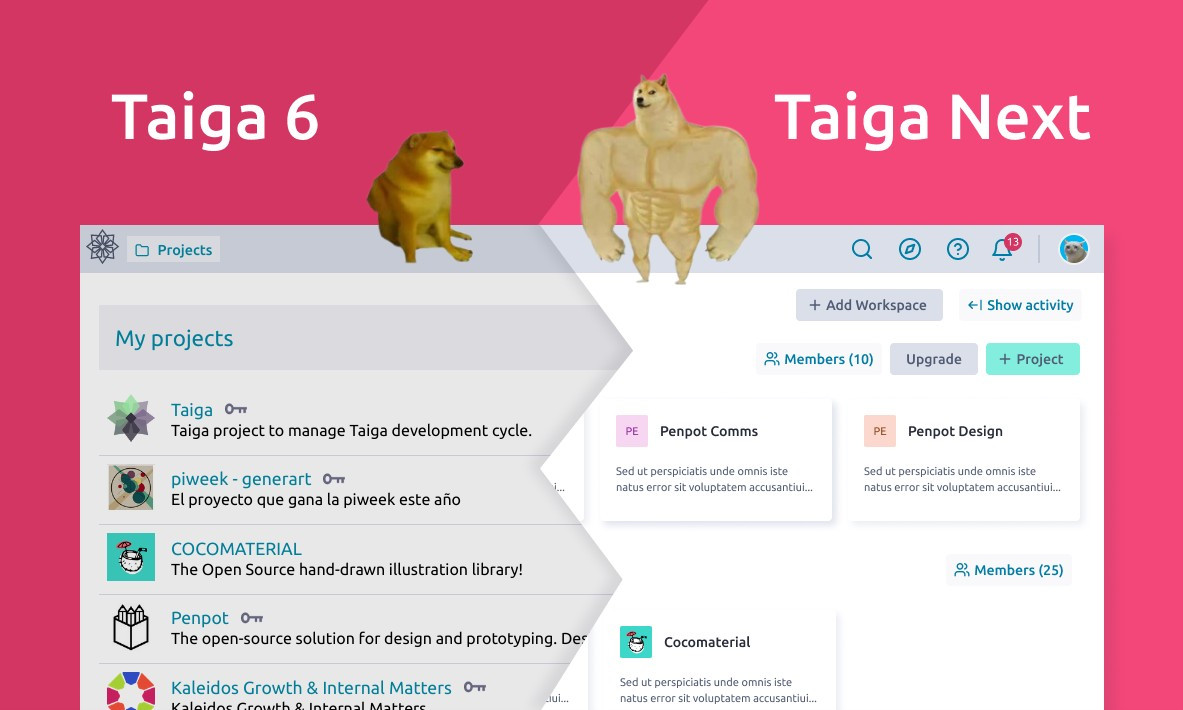 Taiga 6
Taiga Next
Projects
13
+ Add Workspace
Show activity
My projects
Members (10)
Upgrade
+ Project
Taiga
Taiga project to manage Taiga development cycle.
PE
Penpot Comms
Sed ut perspiciatis unde omnis iste
natus error sit voluptatem accusantiui...
PE
Penpot Design
Sed ut perspiciatis unde omnis iste
natus error sit voluptatem accusantiui...
piweek - generart
El proyecto que gana la piweek este año
i...
COCOMATERIAL
The Open Source hand-drawn illustration library!
Members (25)
Penpot
The open-source solution for design and prototyping. Des
Cocomaterial
Sed ut perspiciatis unde omnis iste
natus error sit voluptatem accusantiui...
Kaleidos Growth & Internal Matters
Kaleidos Growth & Internal Matters
iui...